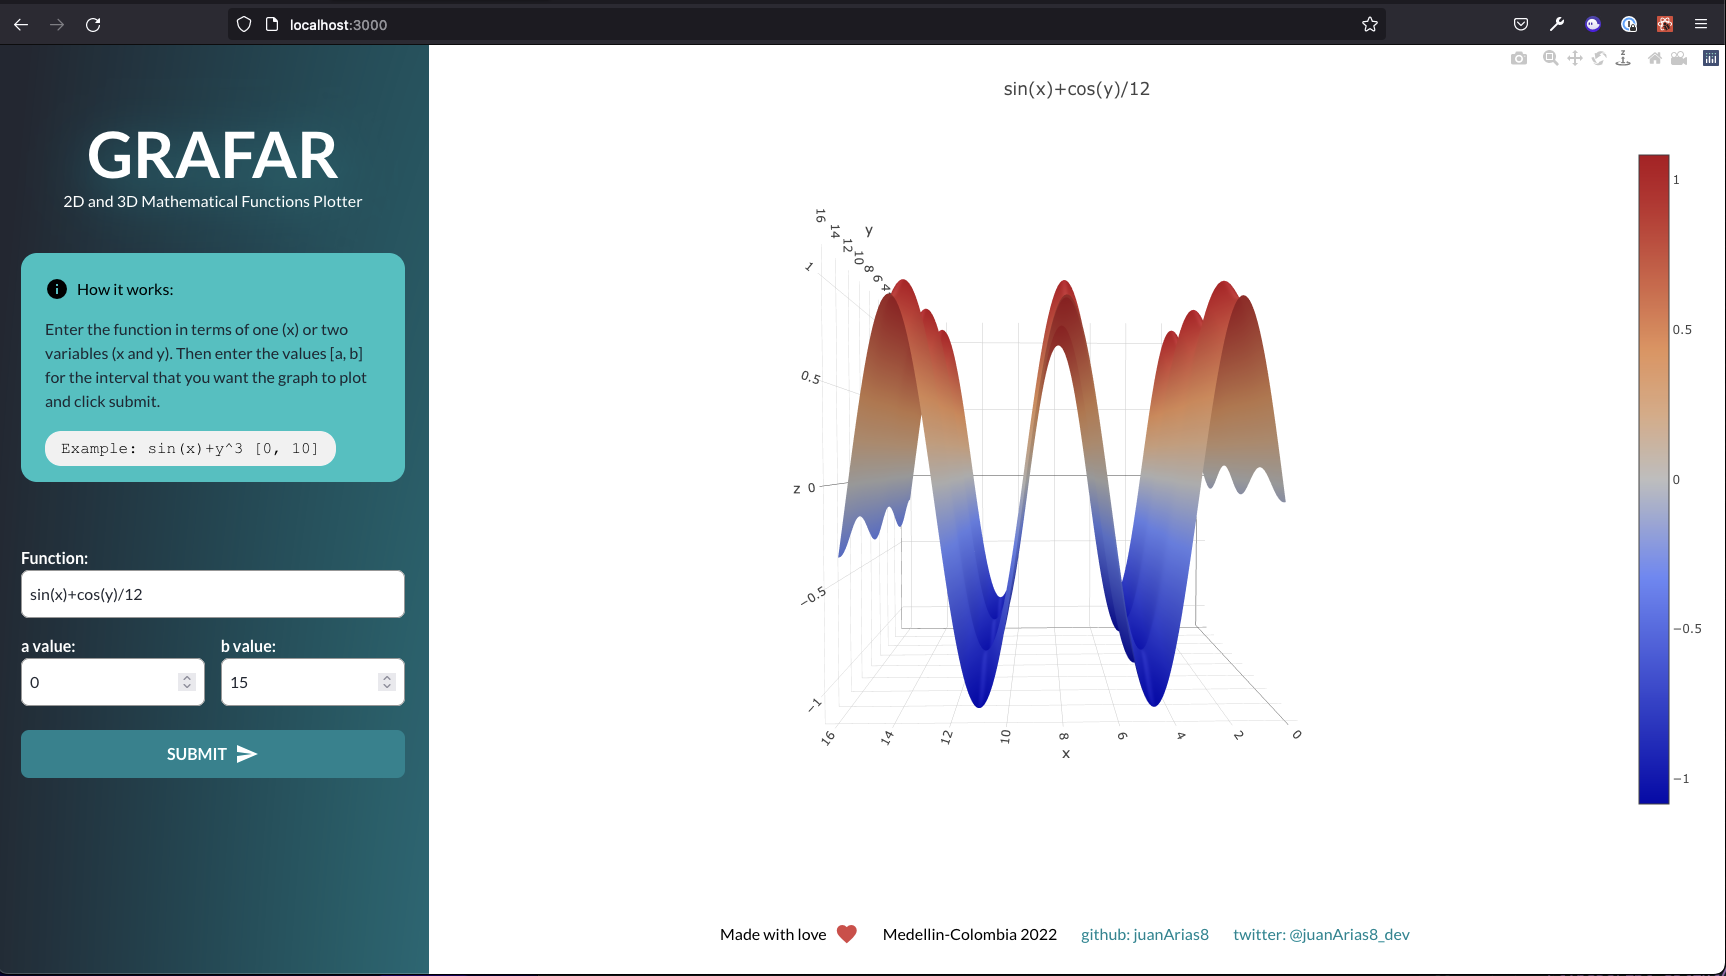 localhost:3000
GRAFAR
2D and 3D Mathematical Functions Plotter
How it works:
Enter the function in terms of one (x) or two
variables (x and y). Then enter the values [a, b]
for the interval that you want the graph to plot
and click submit.
Example: sin(x)+y^3 [0, 10]
Function:
sin(x)+cos(y)/12
a value:
b value:
0
15
SUBMIT
sin(x)+cos(y)/12
16
14
12
10
8
6
4
y
1
0.5
z 0
−0.5
−1
16
14
12
10
8
6
4
2
0
x
1
0.5
0
−0.5
−1
Made with love
Medellin-Colombia 2022
github: juanArias8
twitter: @juanArias8_dev